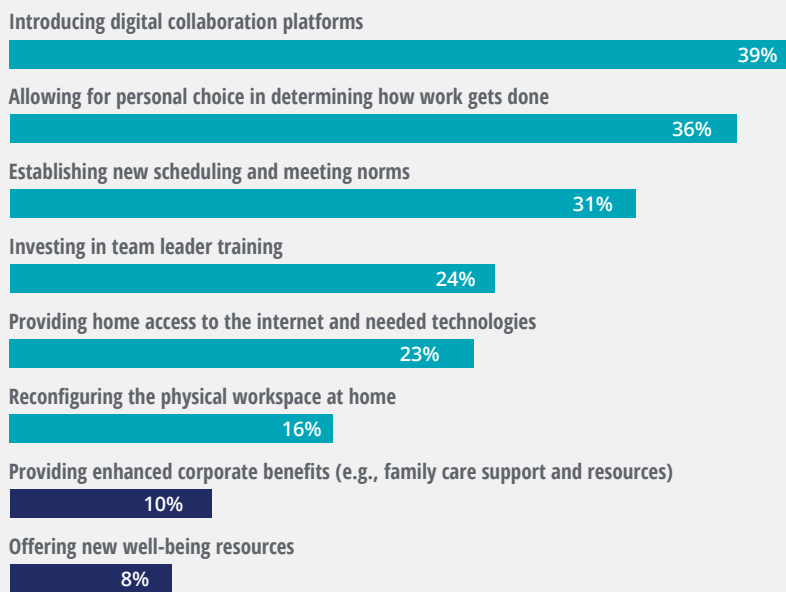 Introducing digital collaboration platforms
39%
Allowing for personal choice in determining how work gets done
36%
Establishing new scheduling and meeting norms
31%
Investing in team leader training
24%
Providing home access to the internet and needed technologies
23%
Reconfiguring the physical workspace at home
16%
Providing enhanced corporate benefits (e.g., family care support and resources)
10%
Offering new well-being resources
8%